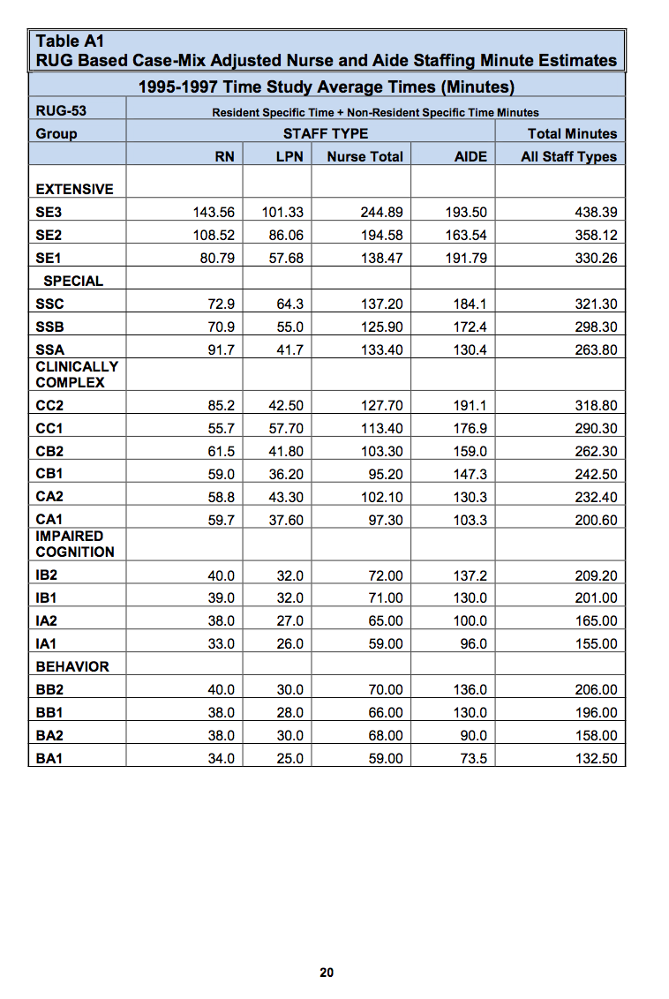 Table A1
RUG Based Case-Mix Adjusted Nurse and Aide Staffing Minute Estimates
1995-1997 Time Study Average Times (Minutes)
RUG-53 Resident Specific Time + Non-Resident Specific Time Minutes
Group STAFF TYPE Total Minutes
RN LPN Nurse Total AIDE All Staff Types
EXTENSIVE
SE3 143.56 101.33 244.89 193.50 438.39
SE2 108.52 86.06 194.58 163.54 358.12
SE1 80.79 57.68 138.47 191.79 330.26
SPECIAL
SSC 72.9 64.3 137.20 184.1 321.30
SSB 70.9 55.0 125.90 172.4 298.30
SSA 91.7 41.7 133.40 130.4 263.80
CLINICALLY
COMPLEX
CC2 85.2 42.50 127.70 191.1 318.80
CC1 55.7 57.70 113.40 176.9 290.30
CB2 61.5 41.80 103.30 159.0 262.30
CB1 59.0 36.20 95.20 147.3 242.50
CA2 58.8 43.30 102.10 130.3 232.40
CA1 59.7 37.60 97.30 103.3 200.60
IMPAIRED
COGNITION
IB2 40.0 32.0 72.00 137.2 209.20
IB1 39.0 32.0 71.00 130.0 201.00
IA2 38.0 27.0 65.00 100.0 165.00
IA1 33.0 26.0 59.00 96.0 155.00
BEHAVIOR
BB2 40.0 30.0 70.00 136.0 206.00
BB1 38.0 28.0 66.00 130.0 196.00
BA2 38.0 30.0 68.00 90.0 158.00
BA1 34.0 25.0 59.00 73.5 132.50
20